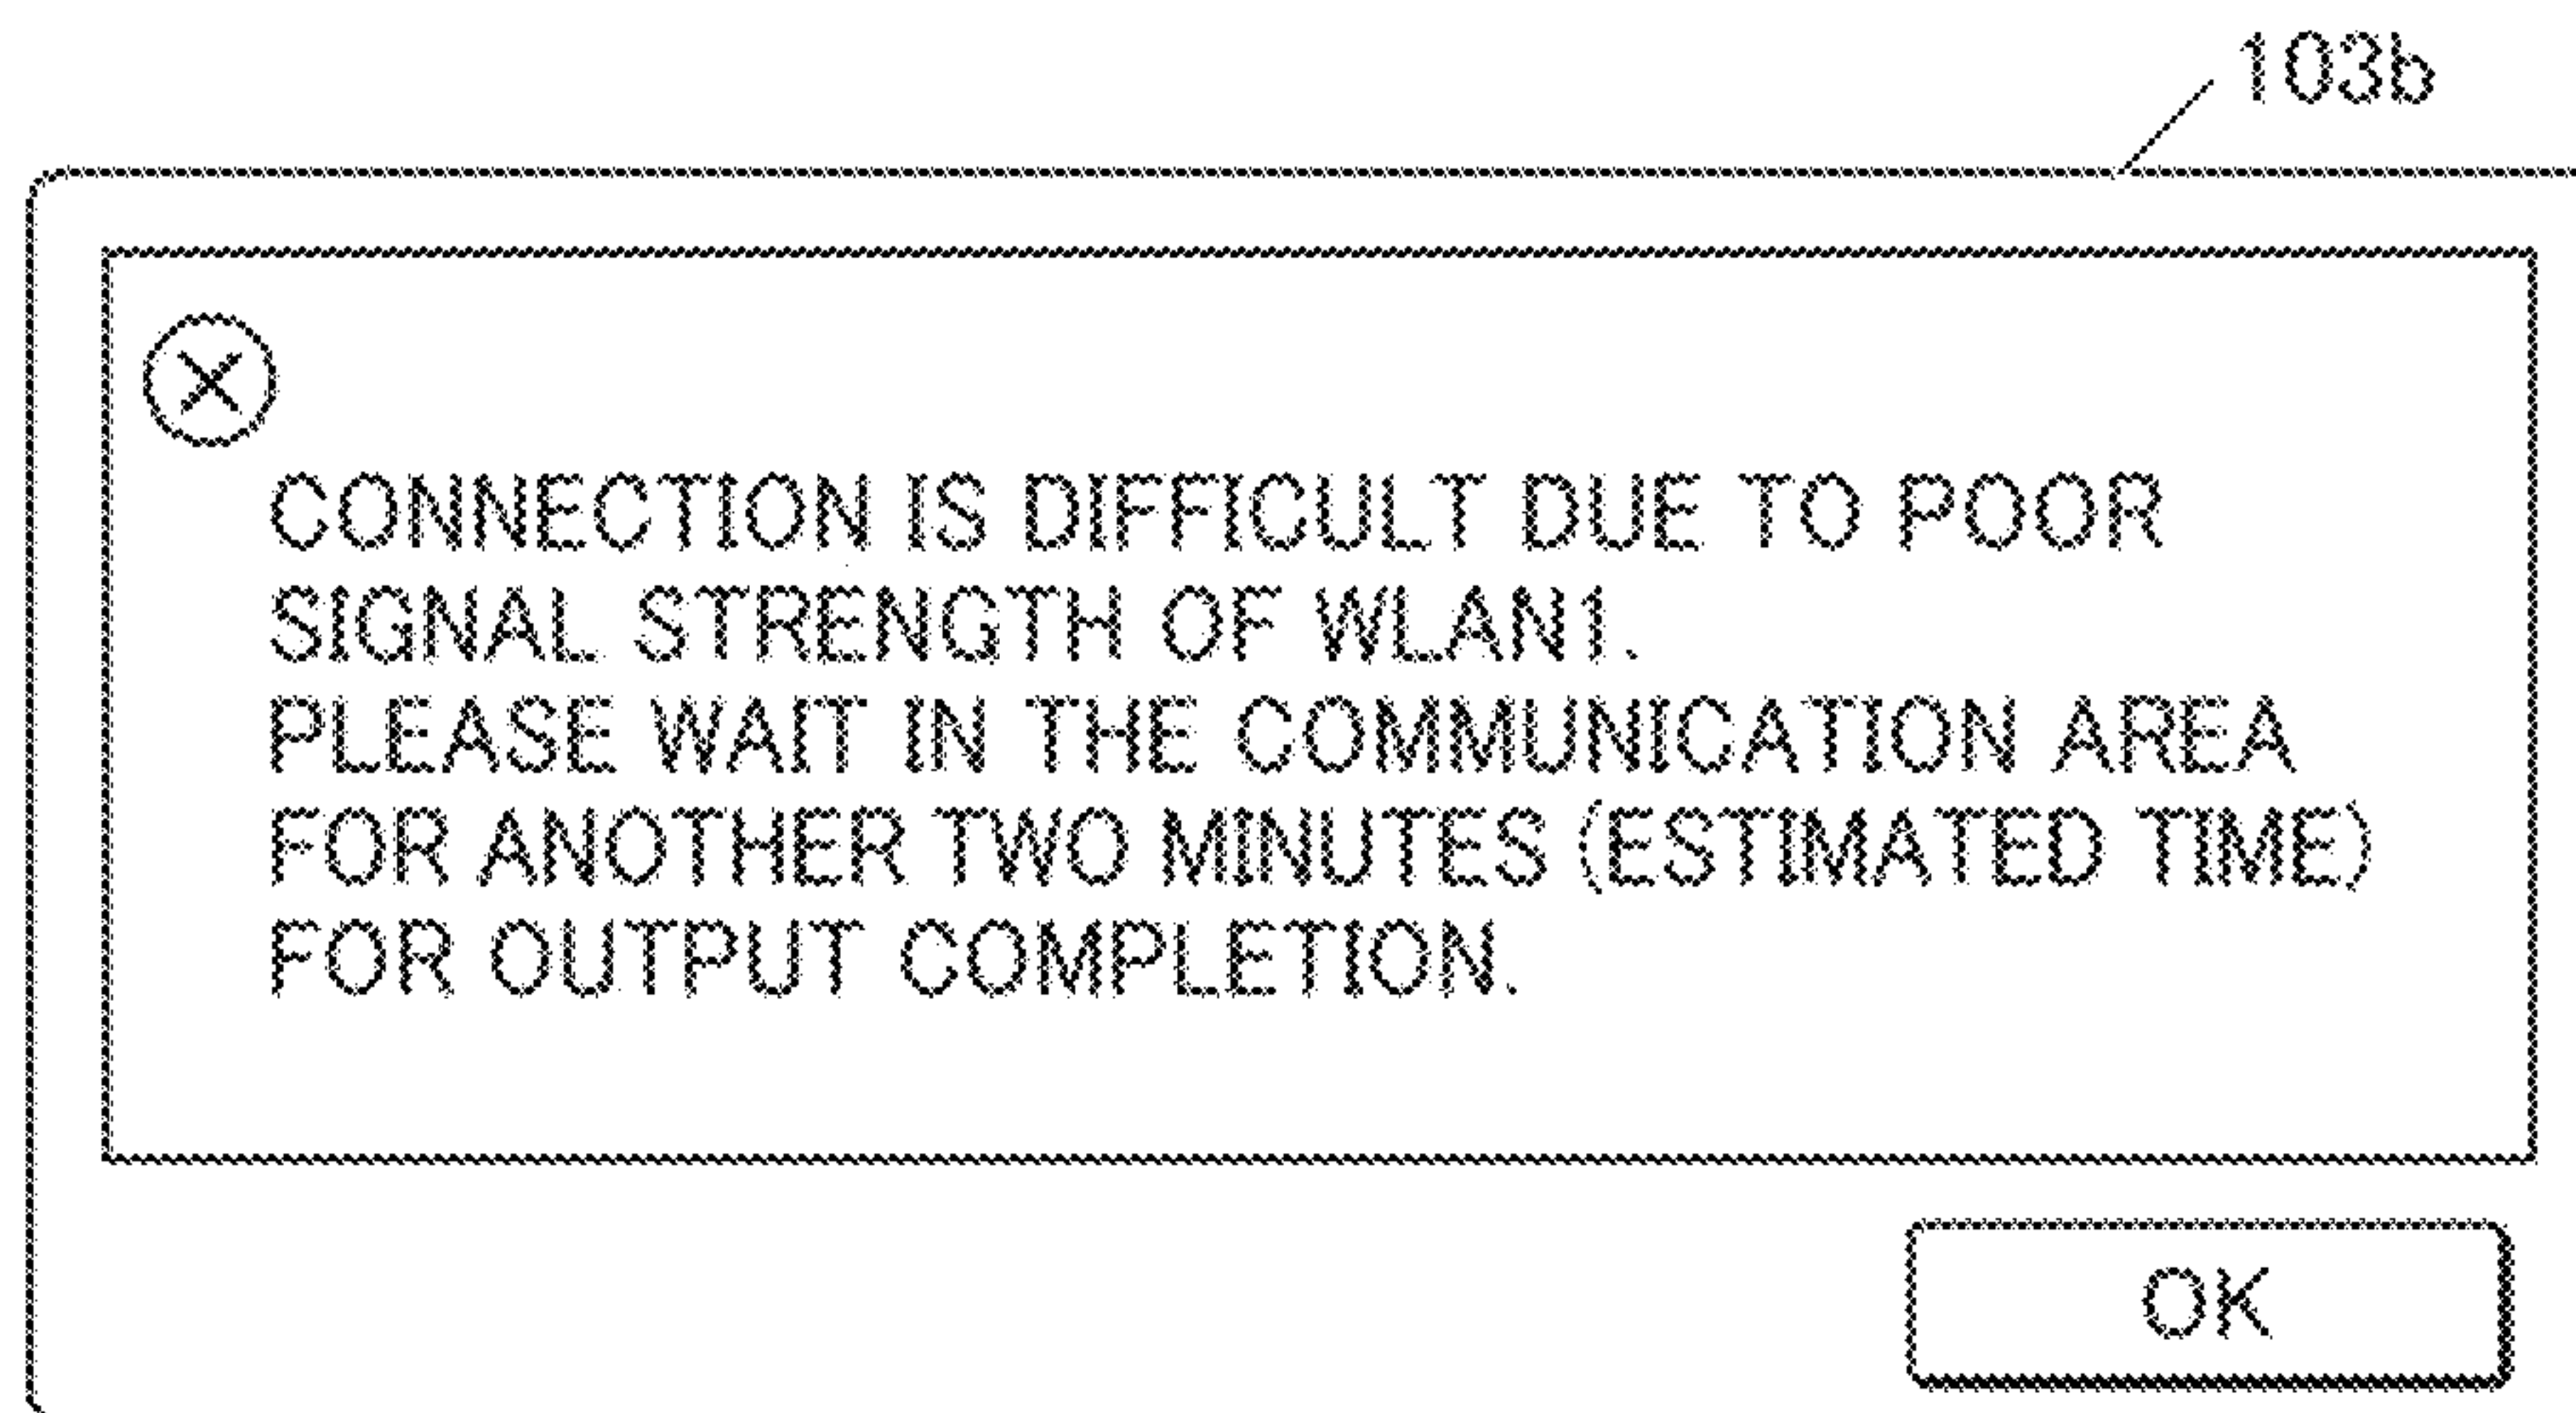 103b
CONNECTION IS DIFFICULT DUE TO POOR
SIGNAL STRENGTH OF WLAN1.
PLEASE WAIT IN THE COMMUNICATION AREA
FOR ANOTHER TWO MINUTES (ESTIMATED TIME)
FOR OUTPUT COMPLETION.
OK